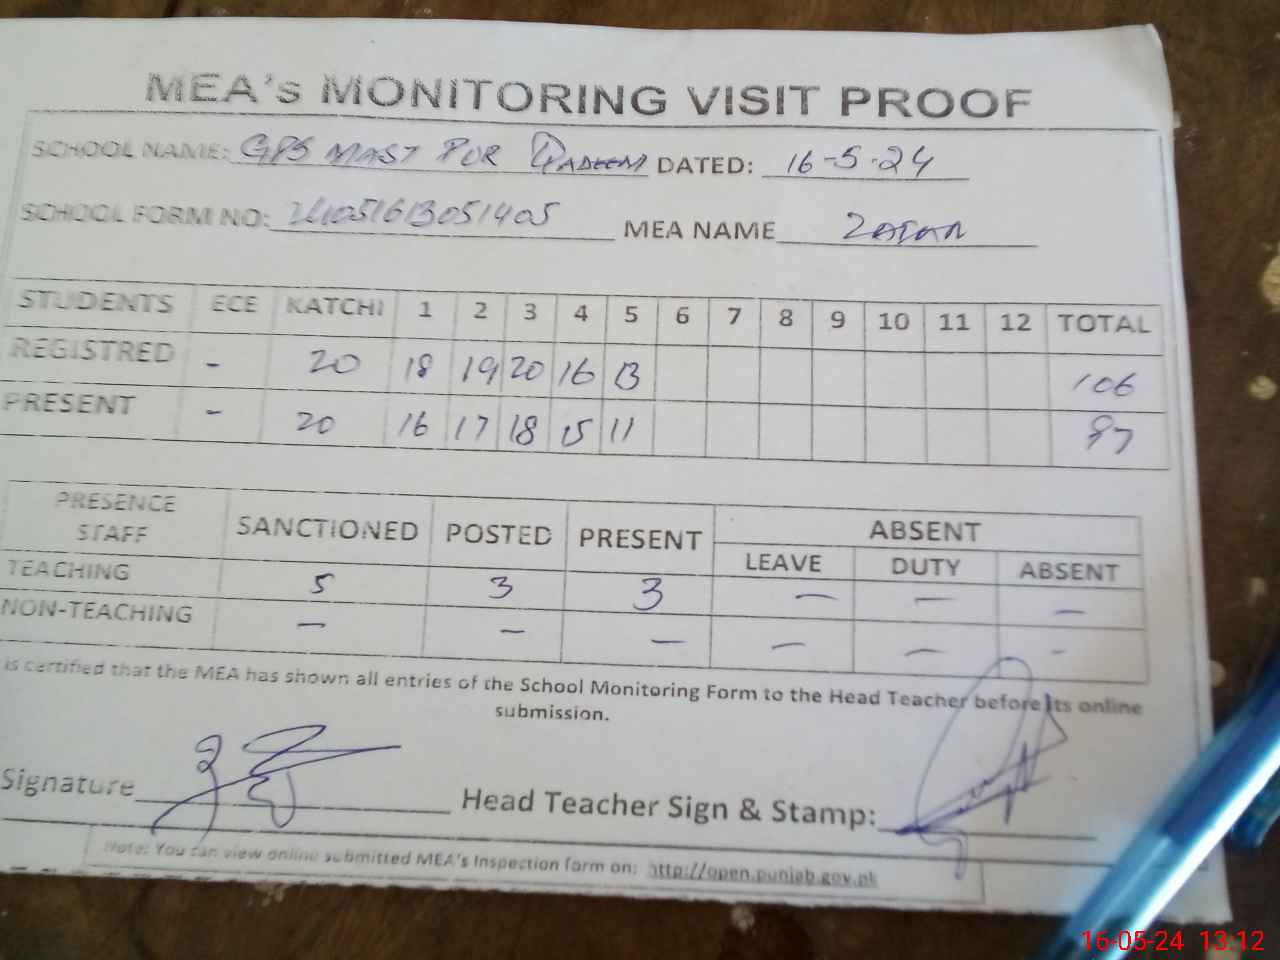 MEA's MONITORING VISIT PROOF
SCHOOL NAME: GPS MAST PUR QADEEM DATED: 16-5-24
SCHOOL FORM NO: MEA NAME
STUDENTS ECE KATCHI 1 2 3 4 5 6 7 8 9 10 11 12 TOTAL
REGISTRED - 20 18 19 20 16 13 106
PRESENT - 20 16 17 18 15 11 97
PRESENCE STAFF SANCTIONED POSTED PRESENT ABSENT
LEAVE DUTY ABSENT
TEACHING 5 3 3 — — —
NON-TEACHING — — — — — -
is certified that the MEA has shown all entries of the School Monitoring Form to the Head Teacher before its online
submission.
Signature Head Teacher Sign & Stamp:
Note: You can view online submitted MEA's Inspection form on: http://open.punjab.gov.pk
16-05-24 13:12